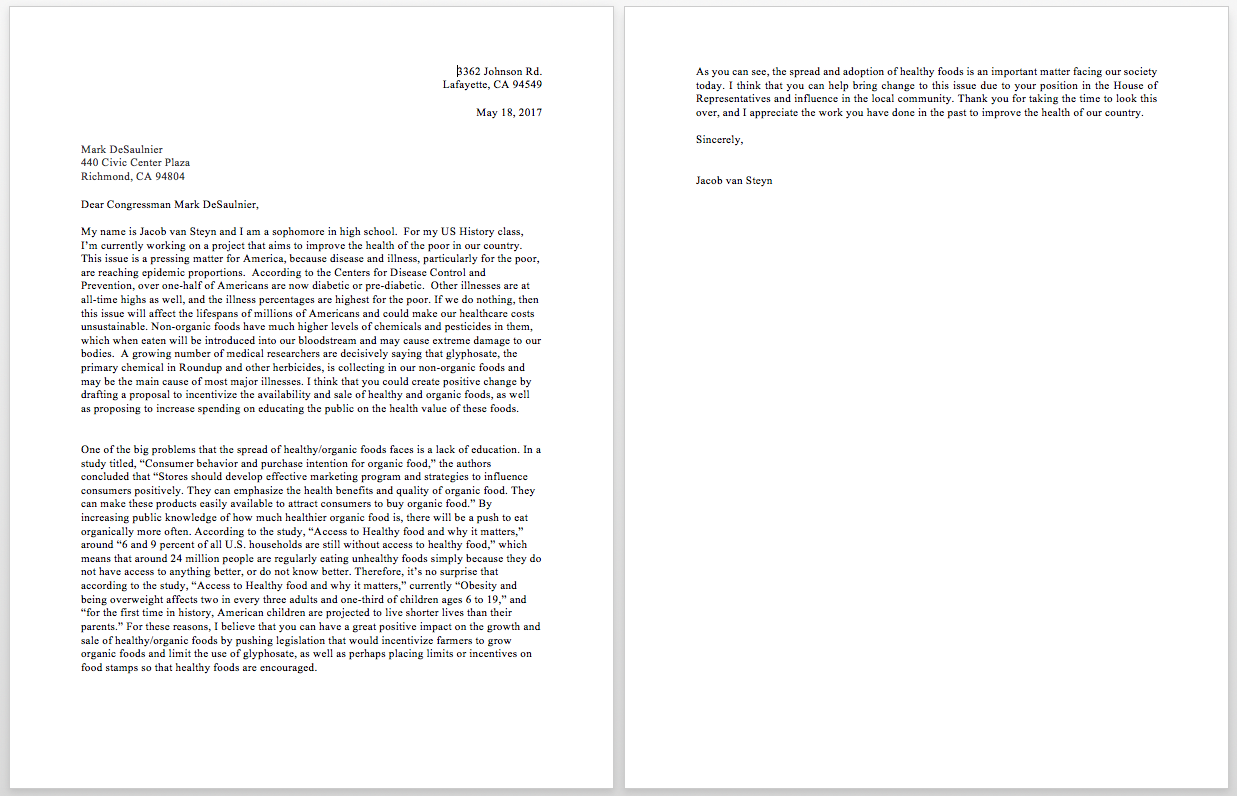 3362 Johnson Rd.
Lafayette, CA 94549
May 18, 2017
Mark DeSaulnier
440 Civic Center Plaza
Richmond, CA 94804
Dear Congressman Mark DeSaulnier,
My name is Jacob van Steyn and I am a sophomore in high school.  For my US History class,
I’m currently working on a project that aims to improve the health of the poor in our country.
This issue is a pressing matter for America, because disease and illness, particularly for the poor,
are reaching epidemic proportions.  According to the Centers for Disease Control and
Prevention, over one-half of Americans are now diabetic or pre-diabetic.  Other illnesses are at
all-time highs as well, and the illness percentages are highest for the poor. If we do nothing, then
this issue will affect the lifespans of millions of Americans and could make our healthcare costs
unsustainable. Non-organic foods have much higher levels of chemicals and pesticides in them,
which when eaten will be introduced into our bloodstream and may cause extreme damage to our
bodies.  A growing number of medical researchers are decisively saying that glyphosate, the
primary chemical in Roundup and other herbicides, is collecting in our non-organic foods and
may be the main cause of most major illnesses. I think that you could create positive change by
drafting a proposal to incentivize the availability and sale of healthy and organic foods, as well
as proposing to increase spending on educating the public on the health value of these foods.
One of the big problems that the spread of healthy/organic foods faces is a lack of education. In a
study titled, “Consumer behavior and purchase intention for organic food,” the authors
concluded that “Stores should develop effective marketing program and strategies to influence
consumers positively. They can emphasize the health benefits and quality of organic food. They
can make these products easily available to attract consumers to buy organic food.” By
increasing public knowledge of how much healthier organic food is, there will be a push to eat
organically more often. According to the study, “Access to Healthy food and why it matters,”
around “6 and 9 percent of all U.S. households are still without access to healthy food,” which
means that around 24 million people are regularly eating unhealthy foods simply because they do
not have access to anything better, or do not know better. Therefore, it’s no surprise that
according to the study, “Access to Healthy food and why it matters,” currently “Obesity and
being overweight affects two in every three adults and one-third of children ages 6 to 19,” and
“for the first time in history, American children are projected to live shorter lives than their
parents.” For these reasons, I believe that you can have a great positive impact on the growth and
sale of healthy/organic foods by pushing legislation that would incentivize farmers to grow
organic foods and limit the use of glyphosate, as well as perhaps placing limits or incentives on
food stamps so that healthy foods are encouraged.
As you can see, the spread and adoption of healthy foods is an important matter facing our society
today. I think that you can help bring change to this issue due to your position in the House of
Representatives and influence in the local community. Thank you for taking the time to look this
over, and I appreciate the work you have done in the past to improve the health of our country.
Sincerely,
Jacob van Steyn